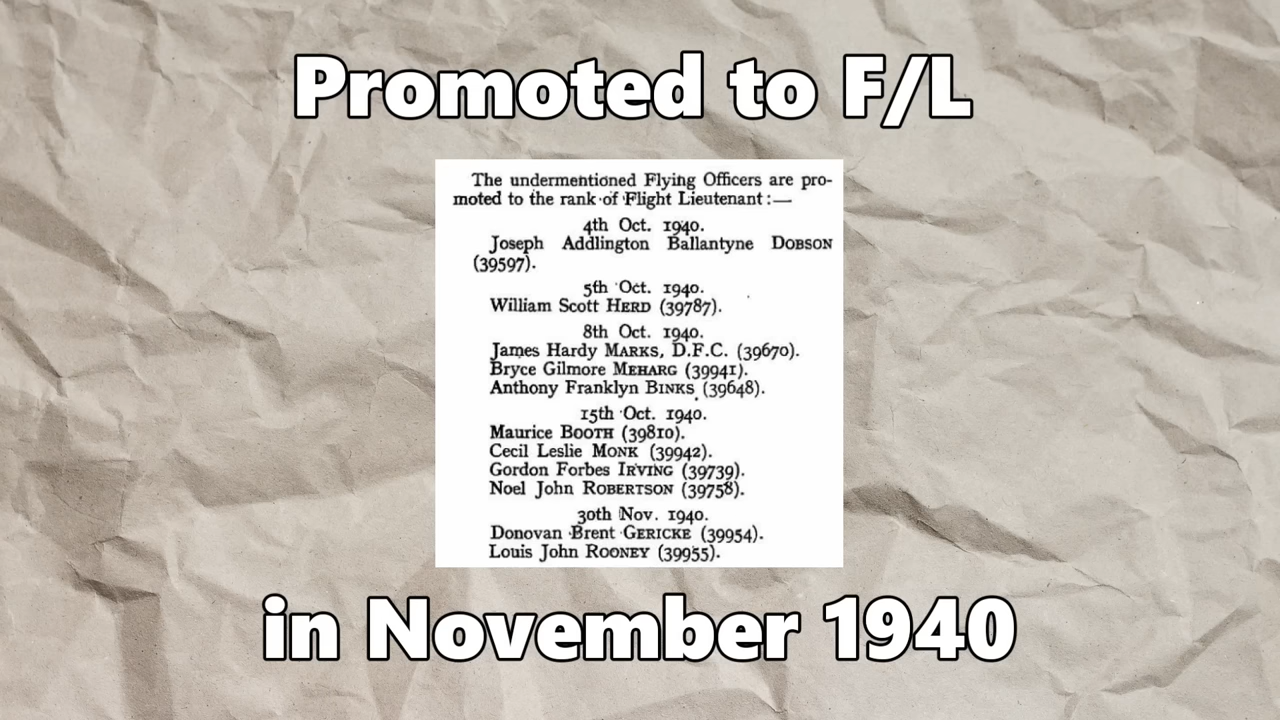 Promoted to F/L
The undermentioned Flying Officers are pro-
moted to the rank of Flight Lieutenant :—
4th Oct. 1940.
Joseph Addlington Ballantyne DOBSON
(39597).
5th Oct. 1940.
William Scott HERD (39787).
8th Oct. 1940.
James Hardy MARKS, D.F.C. (39670).
Bryce Gilmore MEHARG (39941).
Anthony Franklyn BINKS (39648).
15th Oct. 1940.
Maurice BOOTH (39810).
Cecil Leslie MONK (39942).
Gordon Forbes IRVING (39739).
Noel John ROBERTSON (39758).
30th Nov. 1940.
Donovan Brent GERICKE (39954).
Louis John ROONEY (39955).
in November 1940